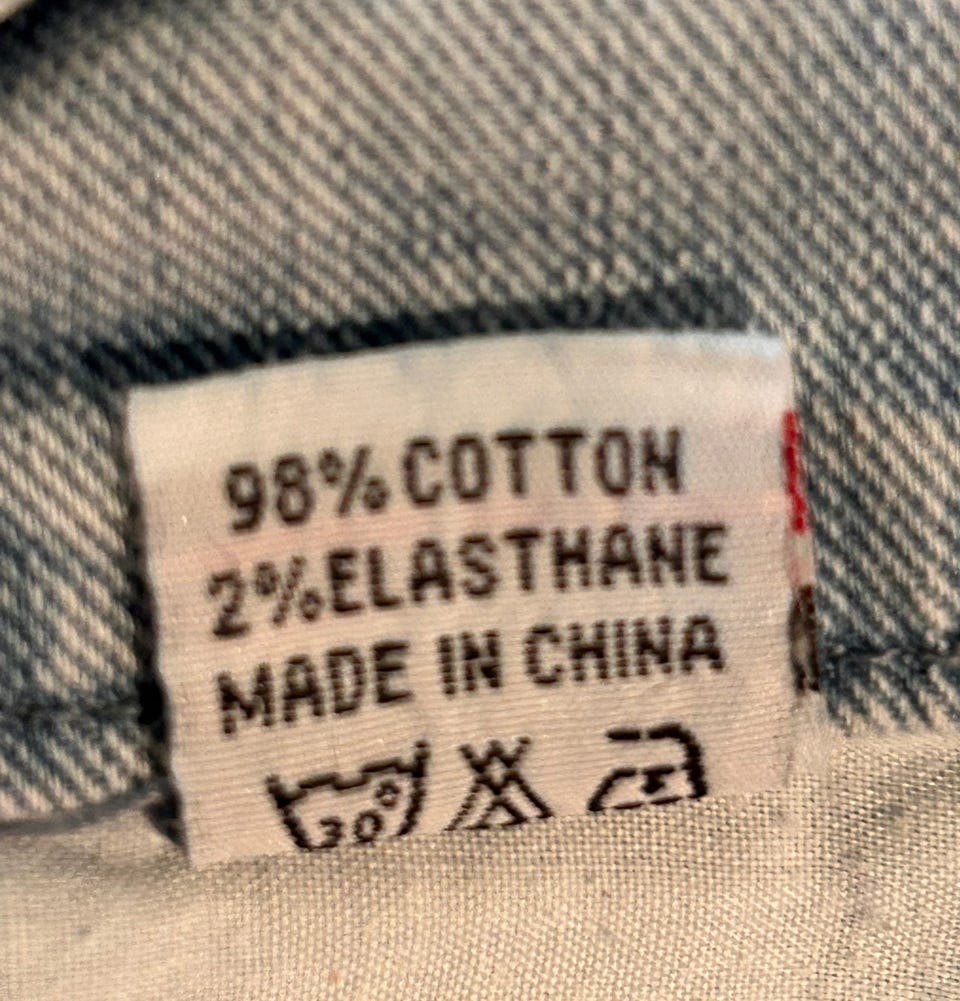 98% COTTON
2% ELASTHANE
MADE IN CHINA
30°